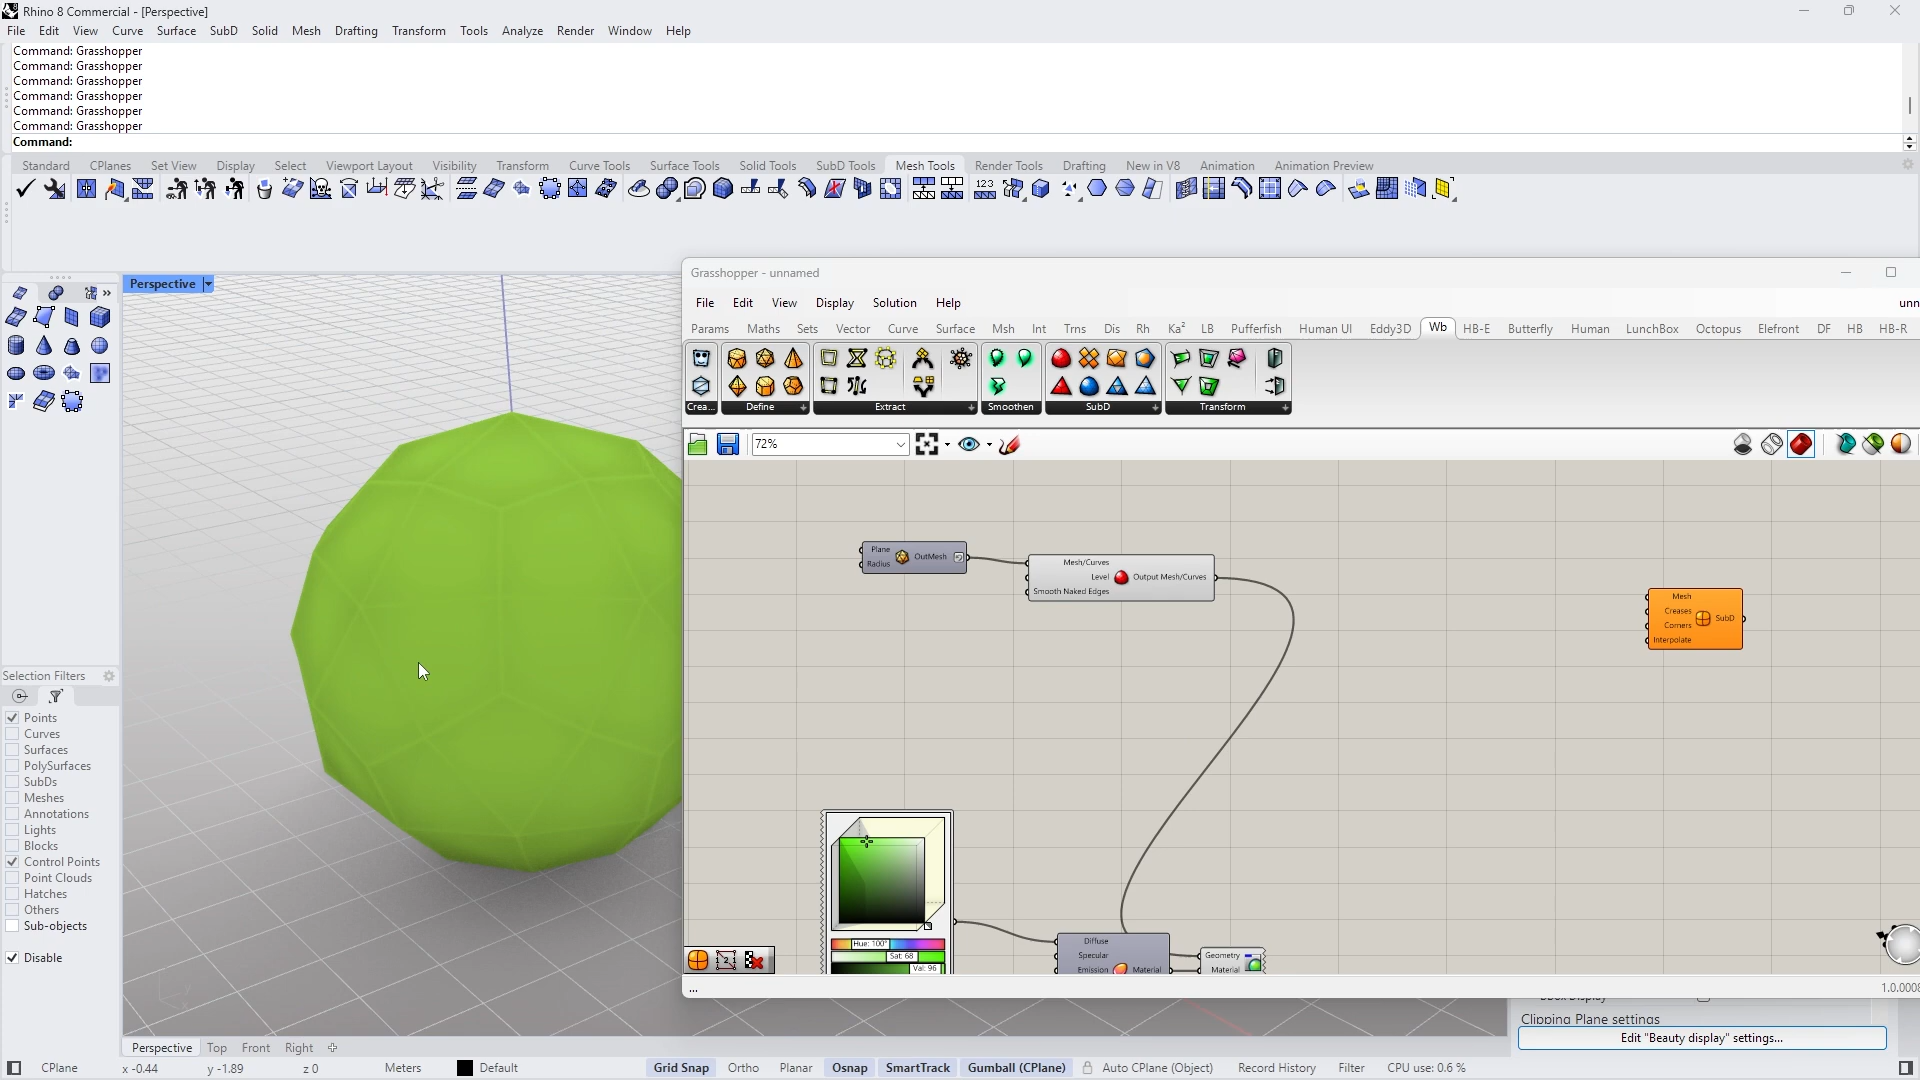 Rhino 8 Commercial - [Perspective]
File Edit View Curve Surface SubD Solid Mesh Drafting Transform Tools Analyze Render Window Help
Command: Grasshopper
Command: Grasshopper
Command: Grasshopper
Command: Grasshopper
Command: Grasshopper
Command: Grasshopper
Command:
Standard CPlanes Set View Display Select Viewport Layout Visibility Transform Curve Tools Surface Tools Solid Tools SubD Tools Mesh Tools Render Tools Drafting New in V8 Animation Animation Preview
123
Perspective
Grasshopper - unnamed
File Edit View Display Solution Help
unn
Params Maths Sets Vector Curve Surface Msh Int Trns Dis Rh Ka² LB Pufferfish Human UI Eddy3D Wb HB-E Butterfly Human LunchBox Octopus Elefront DF HB HB-R
Crea... Define Extract Smoothen SubD Transform
72%
Plane
Radius
OutMesh
Mesh/Curves
Level
Smooth Naked Edges
Output Mesh/Curves
Mesh
Creases
Corners
Interpolate
SubD
Hue: 100°
Sat: 68
Val: 96
Diffuse
Specular
Emission
Material
Geometry
Material
...
1.0.0008
Selection Filters
Points
Curves
Surfaces
PolySurfaces
SubDs
Meshes
Annotations
Lights
Blocks
Control Points
Point Clouds
Hatches
Others
Sub-objects
Disable
Clipping Plane settings
Edit "Beauty display" settings...
Perspective Top Front Right
CPlane x -0.44 y -1.89 z 0 Meters Default Grid Snap Ortho Planar Osnap SmartTrack Gumball (CPlane) Auto CPlane (Object) Record History Filter CPU use: 0.6 %